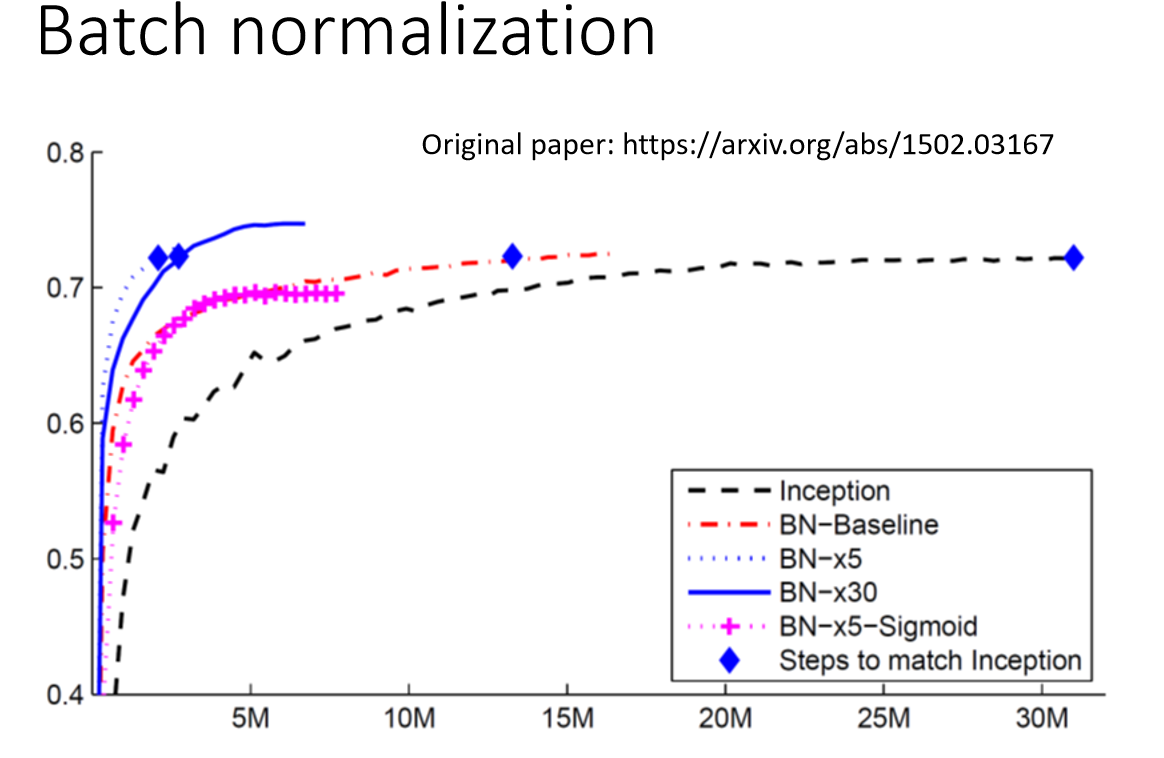 Batch normalization
Original paper: https://arxiv.org/abs/1502.03167
0.8
0.7
0.6
0.5
0.4
5M
10M
15M
20M
25M
30M
Inception
BN−Baseline
BN−x5
BN−x30
BN−x5−Sigmoid
Steps to match Inception